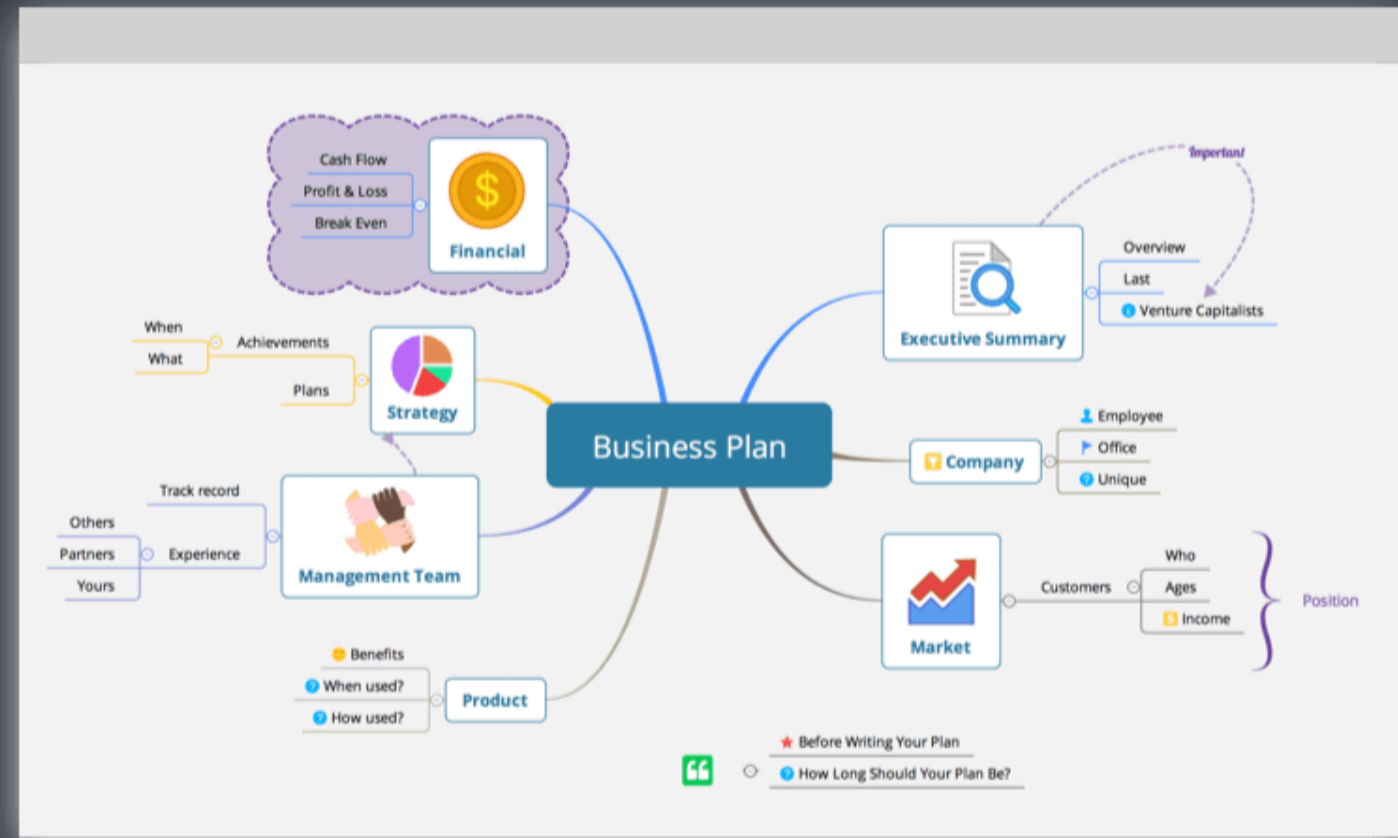 Business Plan
Financial
Cash Flow
Profit & Loss
Break Even
Strategy
Achievements
When
What
Plans
Management Team
Track record
Experience
Others
Partners
Yours
Product
Benefits
When used?
How used?
Important
Executive Summary
Overview
Last
Venture Capitalists
Company
Employee
Office
Unique
Market
Customers
Who
Ages
Income
Position
Before Writing Your Plan
How Long Should Your Plan Be?